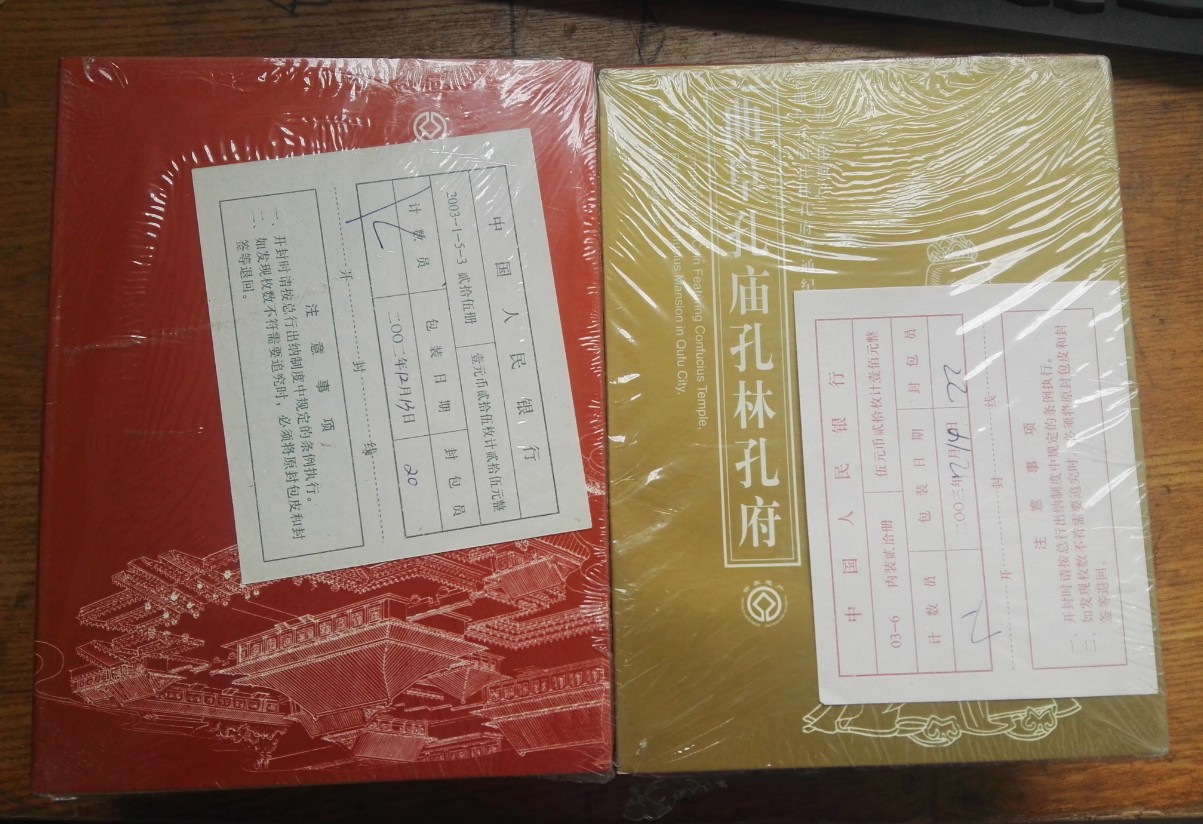 中国人民银行
2003-1-5-3 贰拾伍册
壹元币贰拾伍枚计贰拾伍元整
计数员
包装日期
封包员
二00二年12月13日
20
开封线
注意事项
一、开封时请按总行出纳制度中规定的条例执行。
二、如发现枚数不符需要追究时,必须将原封包皮和封
签等退回。
曲阜孔庙孔林孔府
Featuring Confucius Temple,
Mansion in Qufu City,
中国人民银行
03-6 内装贰拾册
伍元币贰拾枚计壹佰元整
计数员
包装日期
封包员
二00三年
22
开封线
注意事项
一、开封时请按总行出纳制度中规定的条例执行。
二、如发现枚数不符需要追究时,必须将原封包皮和封
签等退回。